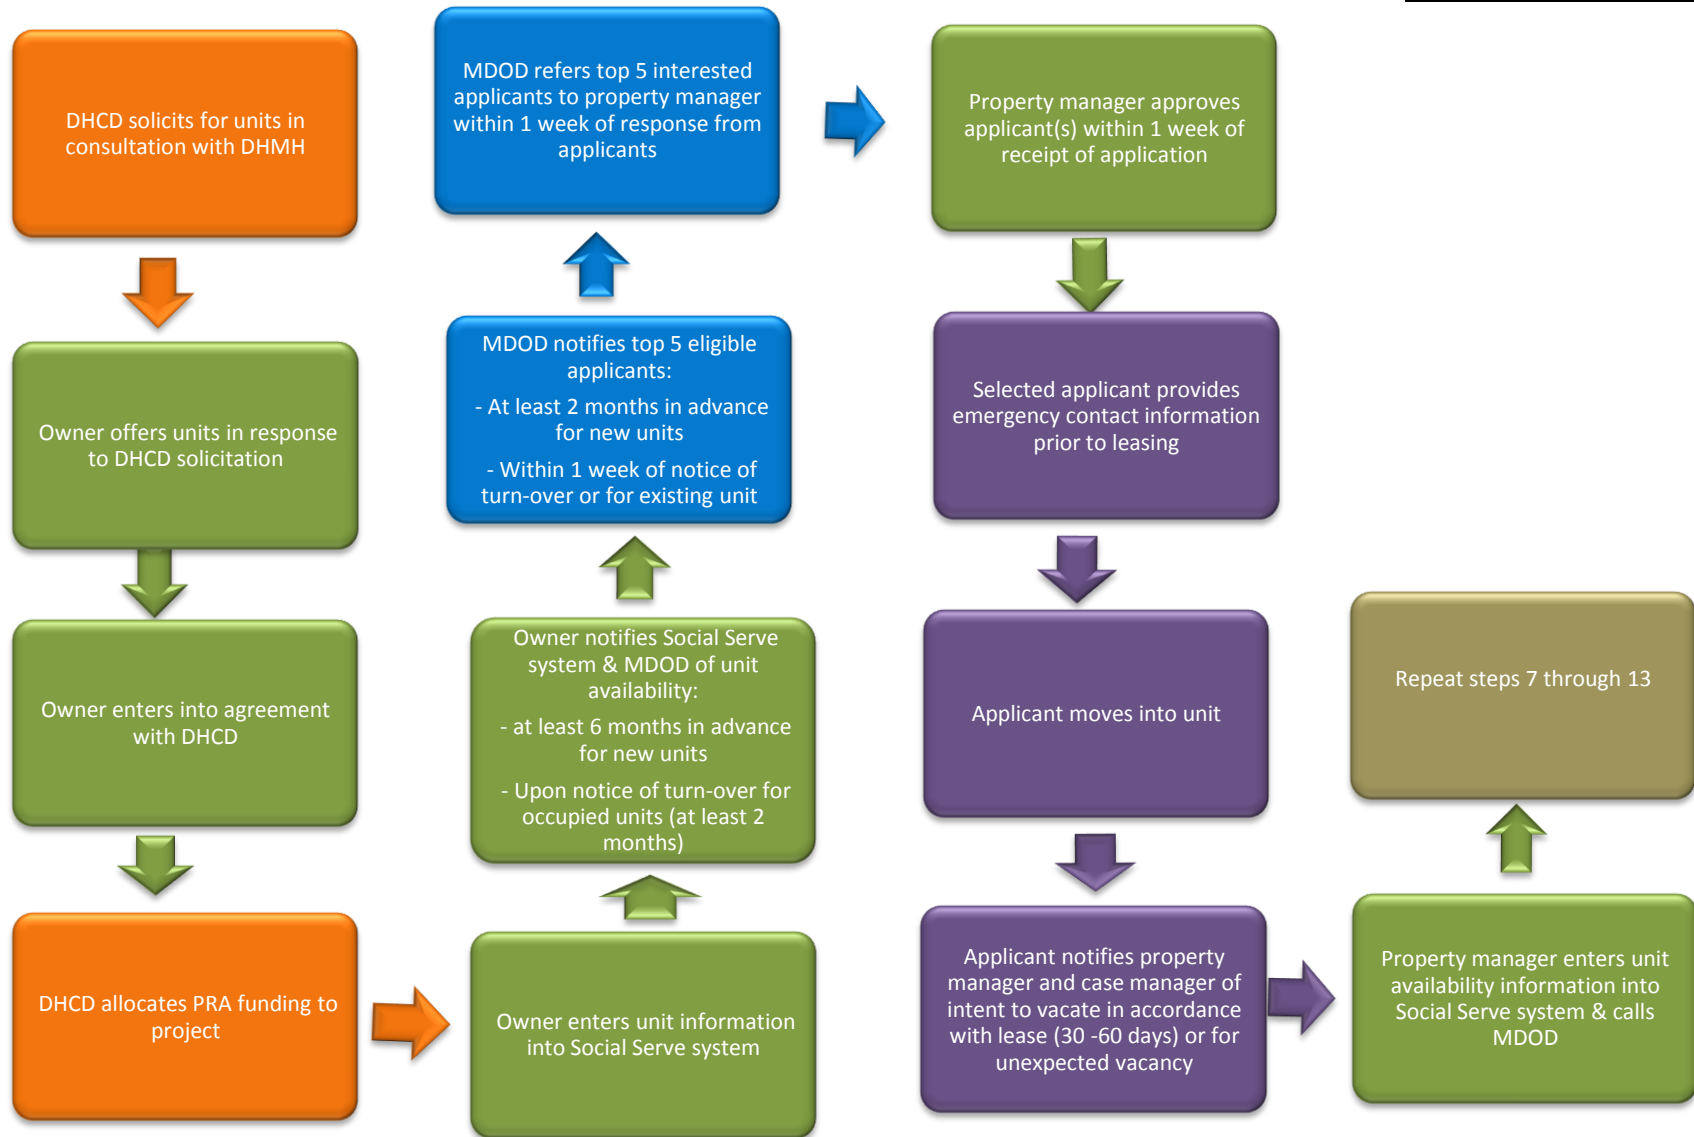 DHCD solicits for units in
consultation with DHMH
Owner offers units in response
to DHCD solicitation
Owner enters into agreement
with DHCD
DHCD allocates PRA funding to
project
Owner enters unit information
into Social Serve system
Owner notifies Social Serve
system & MDOD of unit
availability:
- at least 6 months in advance
for new units
- Upon notice of turn-over for
occupied units (at least 2
months)
MDOD notifies top 5 eligible
applicants:
- At least 2 months in advance
for new units
- Within 1 week of notice of
turn-over or for existing unit
MDOD refers top 5 interested
applicants to property manager
within 1 week of response from
applicants
Property manager approves
applicant(s) within 1 week of
receipt of application
Selected applicant provides
emergency contact information
prior to leasing
Applicant moves into unit
Applicant notifies property
manager and case manager of
intent to vacate in accordance
with lease (30 -60 days) or for
unexpected vacancy
Property manager enters unit
availability information into
Social Serve system & calls
MDOD
Repeat steps 7 through 13